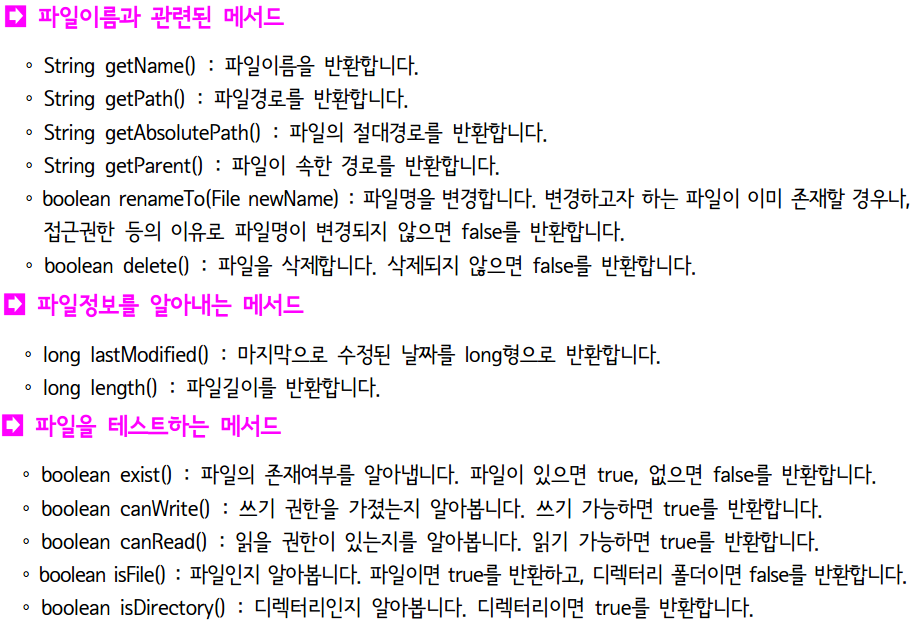 파일이름과 관련된 메서드
◦ String getName() : 파일이름을 반환합니다.
◦ String getPath() : 파일경로를 반환합니다.
◦ String getAbsolutePath() : 파일의 절대경로를 반환합니다.
◦ String getParent() : 파일이 속한 경로를 반환합니다.
◦ boolean renameTo(File newName) : 파일명을 변경합니다. 변경하고자 하는 파일이 이미 존재할 경우나,
접근권한 등의 이유로 파일명이 변경되지 않으면 false를 반환합니다.
◦ boolean delete() : 파일을 삭제합니다. 삭제되지 않으면 false를 반환합니다.
파일정보를 알아내는 메서드
◦ long lastModified() : 마지막으로 수정된 날짜를 long형으로 반환합니다.
◦ long length() : 파일길이를 반환합니다.
파일을 테스트하는 메서드
◦ boolean exist() : 파일의 존재여부를 알아냅니다. 파일이 있으면 true, 없으면 false를 반환합니다.
◦ boolean canWrite() : 쓰기 권한을 가졌는지 알아봅니다. 쓰기 가능하면 true를 반환합니다.
◦ boolean canRead() : 읽을 권한이 있는지를 알아봅니다. 읽기 가능하면 true를 반환합니다.
◦ boolean isFile() : 파일인지 알아봅니다. 파일이면 true를 반환하고, 디렉터리 폴더이면 false를 반환합니다.
◦ boolean isDirectory() : 디렉터리인지 알아봅니다. 디렉터리이면 true를 반환합니다.